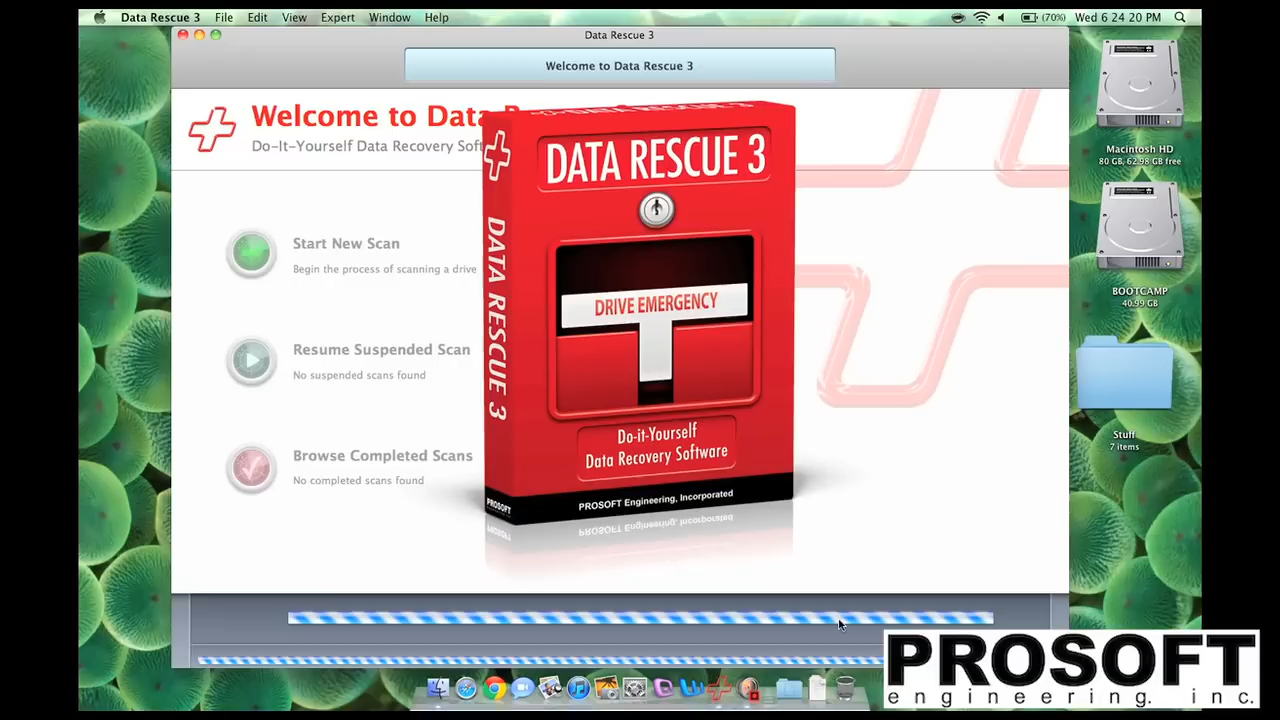 Data Rescue 3 File Edit View Expert Window Help
(70%) Wed 6 24 20 PM
Data Rescue 3
Welcome to Data Rescue 3
Welcome to Data
Do-It-Yourself Data Recovery Soft
Start New Scan
Begin the process of scanning a drive
Resume Suspended Scan
No suspended scans found
Browse Completed Scans
No completed scans found
DATA RESCUE 3
DATA RESCUE 3
DATA RESCUE 3
DRIVE EMERGENCY
Do-it-Yourself
Data Recovery Software
PROSOFT
PROSOFT Engineering, Incorporated
Macintosh HD
80 GB, 62.98 GB free
BOOTCAMP
40.99 GB
Stuff
7 items
PROSOFT
engineering, inc.